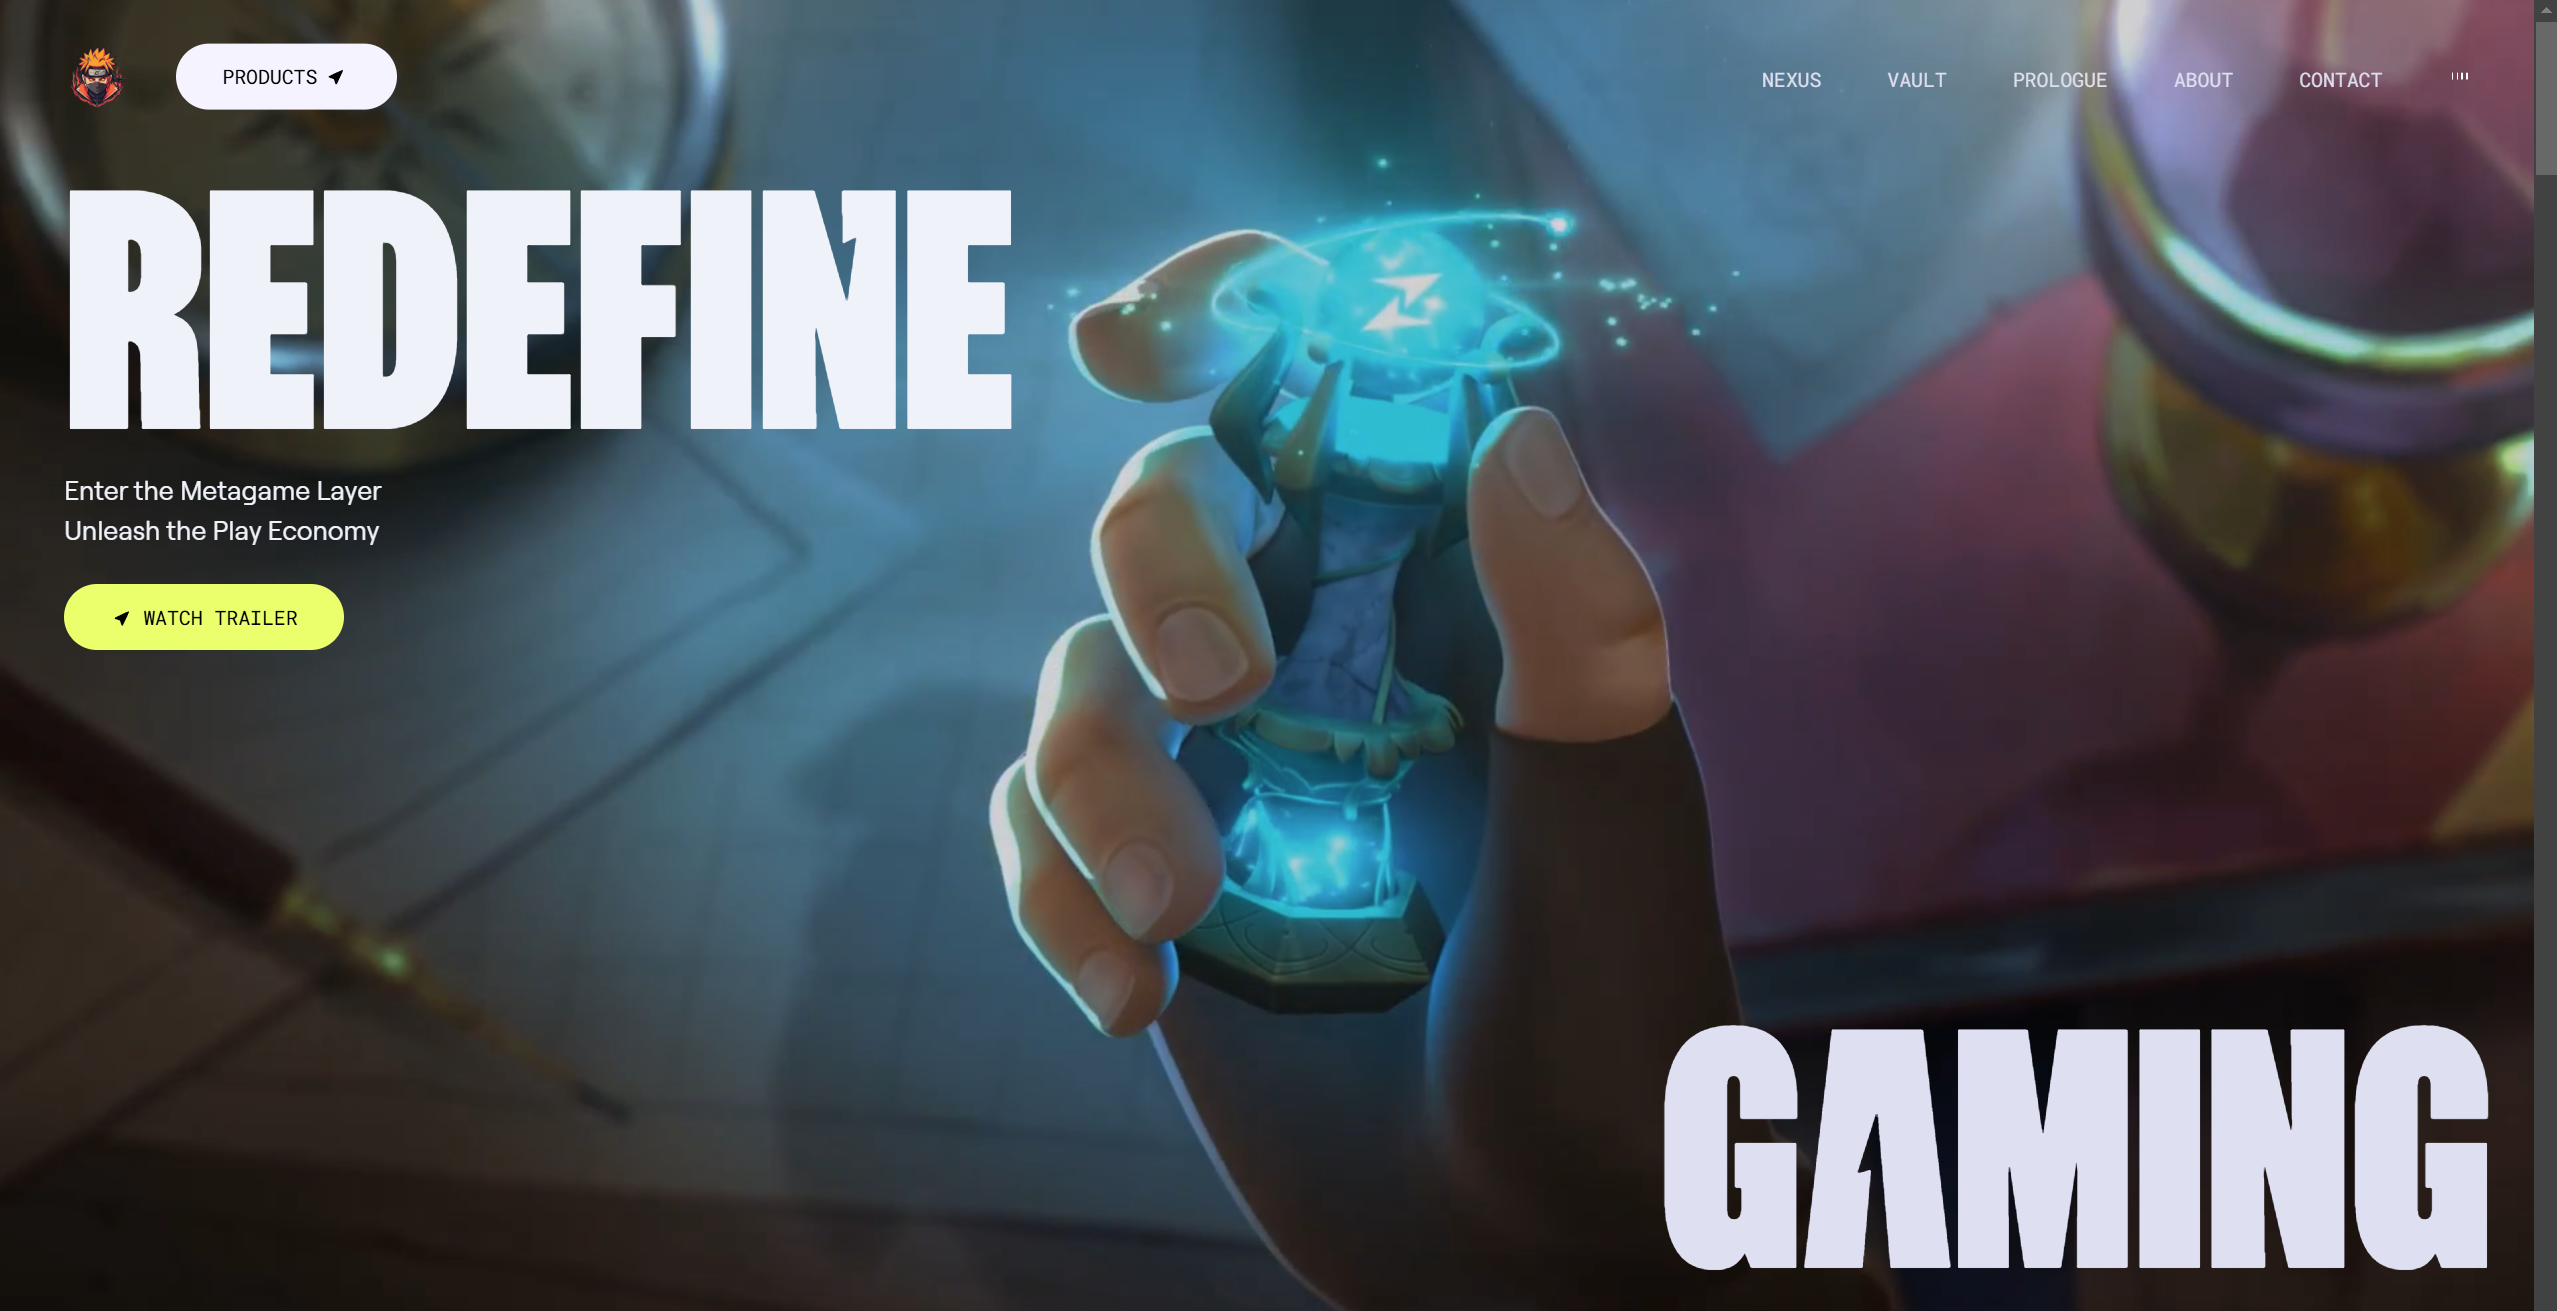 PRODUCTS
NEXUS VAULT PROLOGUE ABOUT CONTACT
REDEFINE
Enter the Metagame Layer
Unleash the Play Economy
WATCH TRAILER
GAMING